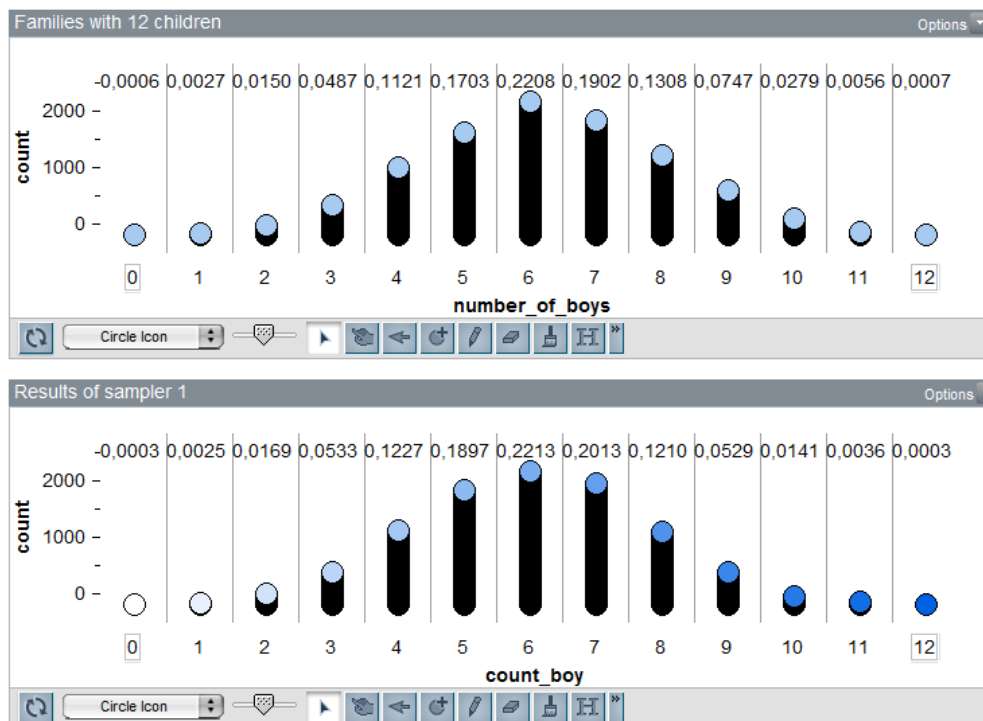 Families with 12 children Options
-0,0006 0,0027 0,0150 0,0487 0,1121 0,1703 0,2208 0,1902 0,1308 0,0747 0,0279 0,0056 0,0007
2000
1000
0
count
0 1 2 3 4 5 6 7 8 9 10 11 12
number_of_boys
Circle Icon
Results of sampler 1 Options
-0,0003 0,0025 0,0169 0,0533 0,1227 0,1897 0,2213 0,2013 0,1210 0,0529 0,0141 0,0036 0,0003
2000
1000
0
count
0 1 2 3 4 5 6 7 8 9 10 11 12
count_boy
Circle Icon